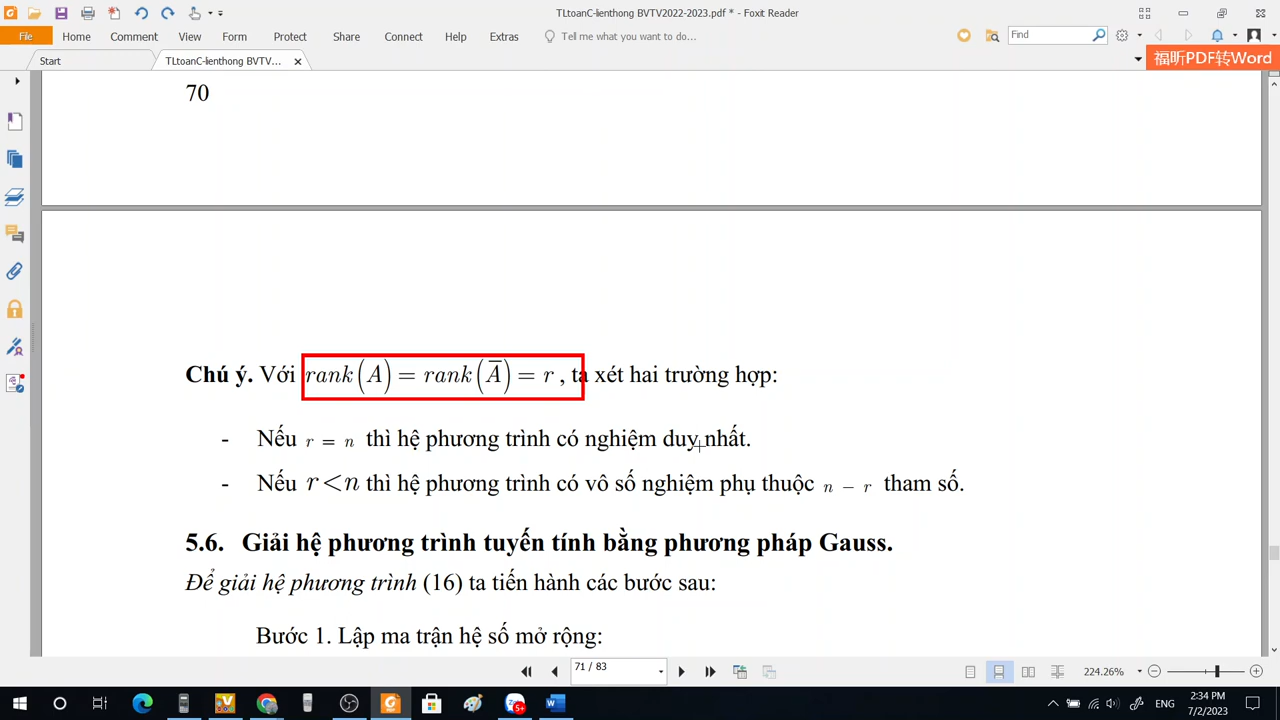 TLtoanC-lienthong BVTV2022-2023.pdf * - Foxit Reader
File Home Comment View Form Protect Share Connect Help Extras Tell me what you want to do... Find
Start TLtoanC-lienthong BVTV... 福昕PDF转Word
70
Chú ý. Với rank(A) = rank(A̅) = r , ta xét hai trường hợp:
- Nếu r = n thì hệ phương trình có nghiệm duy nhất.
- Nếu r < n thì hệ phương trình có vô số nghiệm phụ thuộc n − r tham số.
5.6. Giải hệ phương trình tuyến tính bằng phương pháp Gauss.
Để giải hệ phương trình (16) ta tiến hành các bước sau:
Bước 1. Lập ma trận hệ số mở rộng:
71 / 83 224.26%
5+ ENG 2:34 PM
7/2/2023